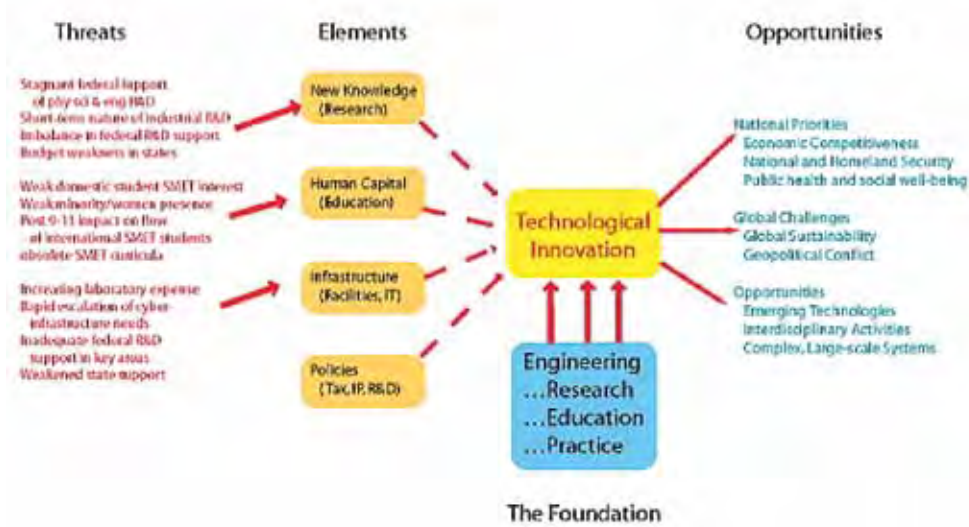 Threats
Stagnant federal support
of phy sci & eng R&D
Short-term nature of industrial R&D
Imbalance in federal R&D support
Budget weakness in states
Weak domestic student SMET interest
Weak minority/women presence
Post 9-11 impact on flow
of international SMET students
obsolete SMET curricula
Increasing laboratory expense
Rapid escalation of cyber-
infrastructure needs
Inadequate federal R&D
support in key areas
Weakened state support
Elements
New Knowledge
(Research)
Human Capital
(Education)
Infrastructure
(Facilities, IT)
Policies
(Tax, IP, R&D)
Technological
Innovation
Engineering
...Research
...Education
...Practice
The Foundation
Opportunities
National Priorities
Economic Competitiveness
National and Homeland Security
Public health and social well-being
Global Challenges
Global Sustainability
Geopolitical Conflict
Opportunities
Emerging Technologies
Interdisciplinary Activities
Complex, Large-scale Systems